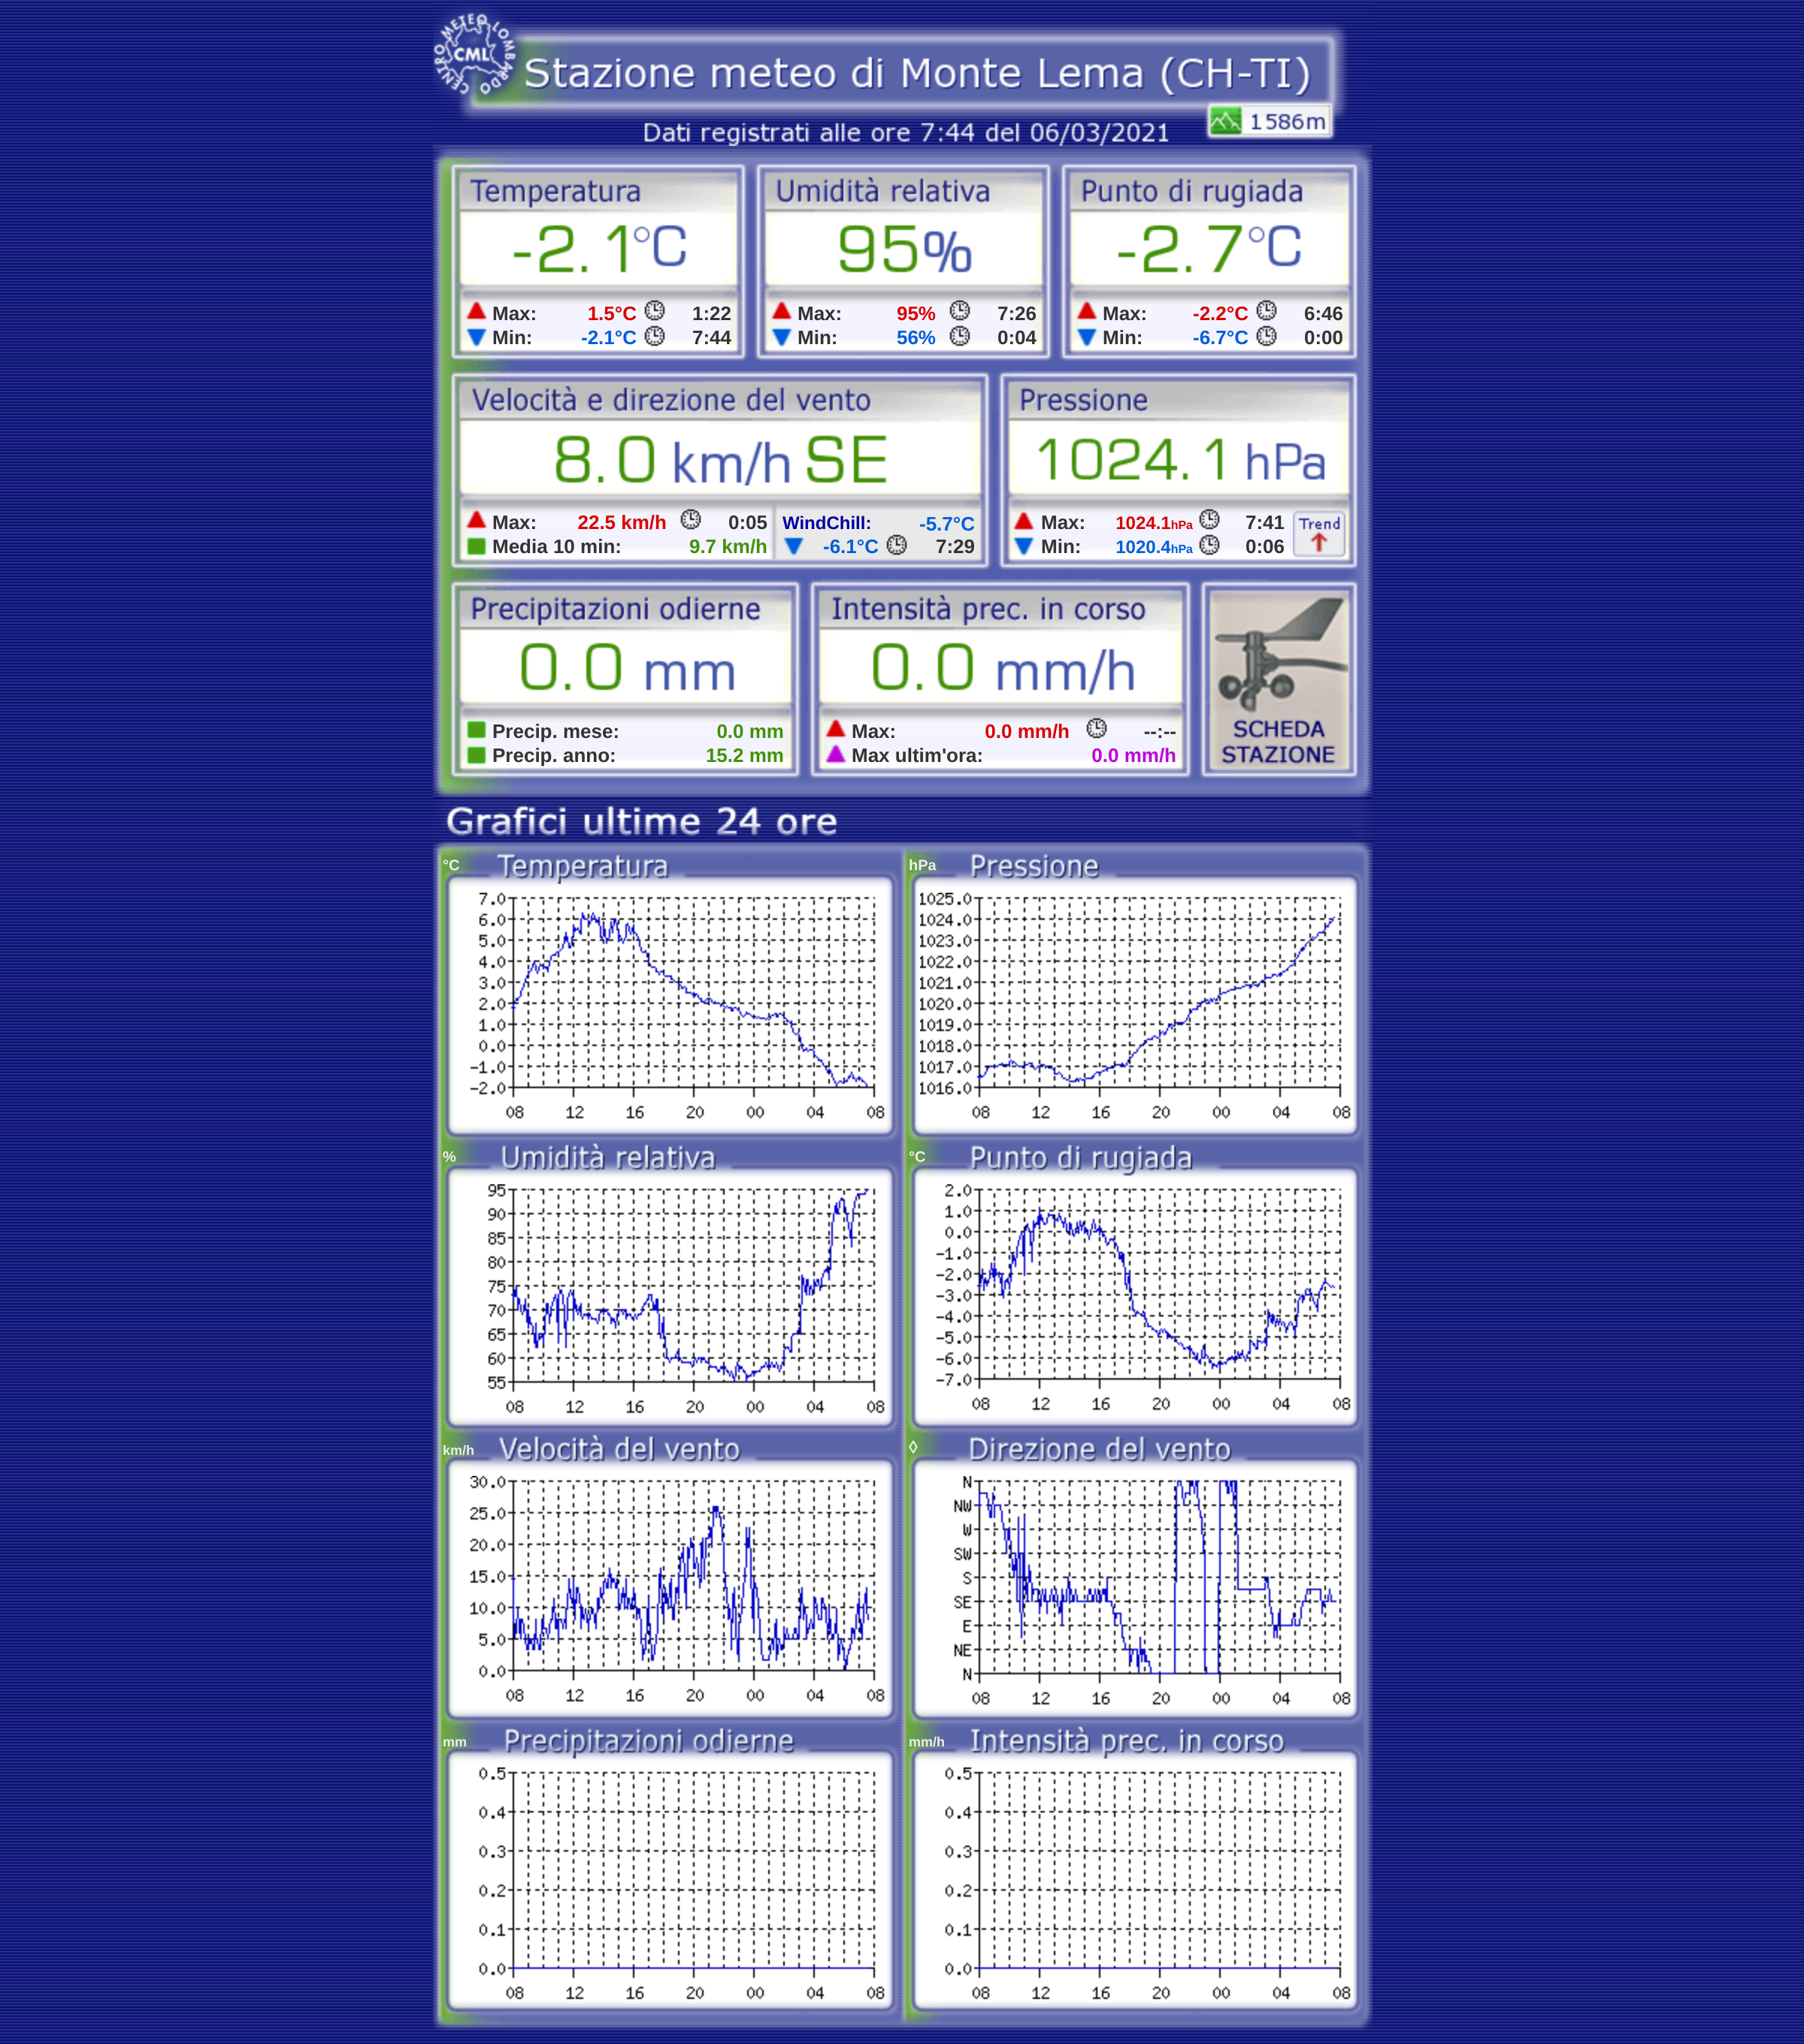 CENTRO METEO LOMBARDO
CML
Stazione meteo di Monte Lema (CH-TI)
1586m
Dati registrati alle ore 7:44 del 06/03/2021
Temperatura Umidità relativa Punto di rugiada
-2.1°C 95% -2.7°C
Max: 1.5°C 1:22 Max: 95% 7:26 Max: -2.2°C 6:46
Min: -2.1°C 7:44 Min: 56% 0:04 Min: -6.7°C 0:00
Velocità e direzione del vento Pressione
8.0 km/h SE 1024.1 hPa
Max: 22.5 km/h 0:05 WindChill: -5.7°C Max: 1024.1hPa 7:41 Trend
Media 10 min: 9.7 km/h -6.1°C 7:29 Min: 1020.4hPa 0:06
Precipitazioni odierne Intensità prec. in corso
0.0 mm 0.0 mm/h
Precip. mese: 0.0 mm Max: 0.0 mm/h --:-- SCHEDA
Precip. anno: 15.2 mm Max ultim'ora: 0.0 mm/h STAZIONE
Grafici ultime 24 ore
°C Temperatura
7.0
6.0
5.0
4.0
3.0
2.0
1.0
0.0
-1.0
-2.0
08 12 16 20 00 04 08
hPa Pressione
1025.0
1024.0
1023.0
1022.0
1021.0
1020.0
1019.0
1018.0
1017.0
1016.0
08 12 16 20 00 04 08
% Umidità relativa
95
90
85
80
75
70
65
60
55
08 12 16 20 00 04 08
°C Punto di rugiada
2.0
1.0
0.0
-1.0
-2.0
-3.0
-4.0
-5.0
-6.0
-7.0
08 12 16 20 00 04 08
km/h Velocità del vento
30.0
25.0
20.0
15.0
10.0
5.0
0.0
08 12 16 20 00 04 08
◊ Direzione del vento
N
NW
W
SW
S
SE
E
NE
N
08 12 16 20 00 04 08
mm Precipitazioni odierne
0.5
0.4
0.3
0.2
0.1
0.0
08 12 16 20 00 04 08
mm/h Intensità prec. in corso
0.5
0.4
0.3
0.2
0.1
0.0
08 12 16 20 00 04 08